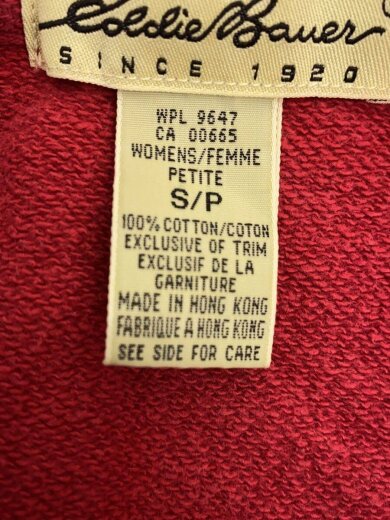 Eddie Bauer
SINCE 1920
WPL 9647
CA 00665
WOMENS/FEMME
PETITE
S/P
100% COTTON/COTON
EXCLUSIVE OF TRIM
EXCLUSIF DE LA
GARNITURE
MADE IN HONG KONG
FABRIQUE A HONG KONG
SEE SIDE FOR CARE